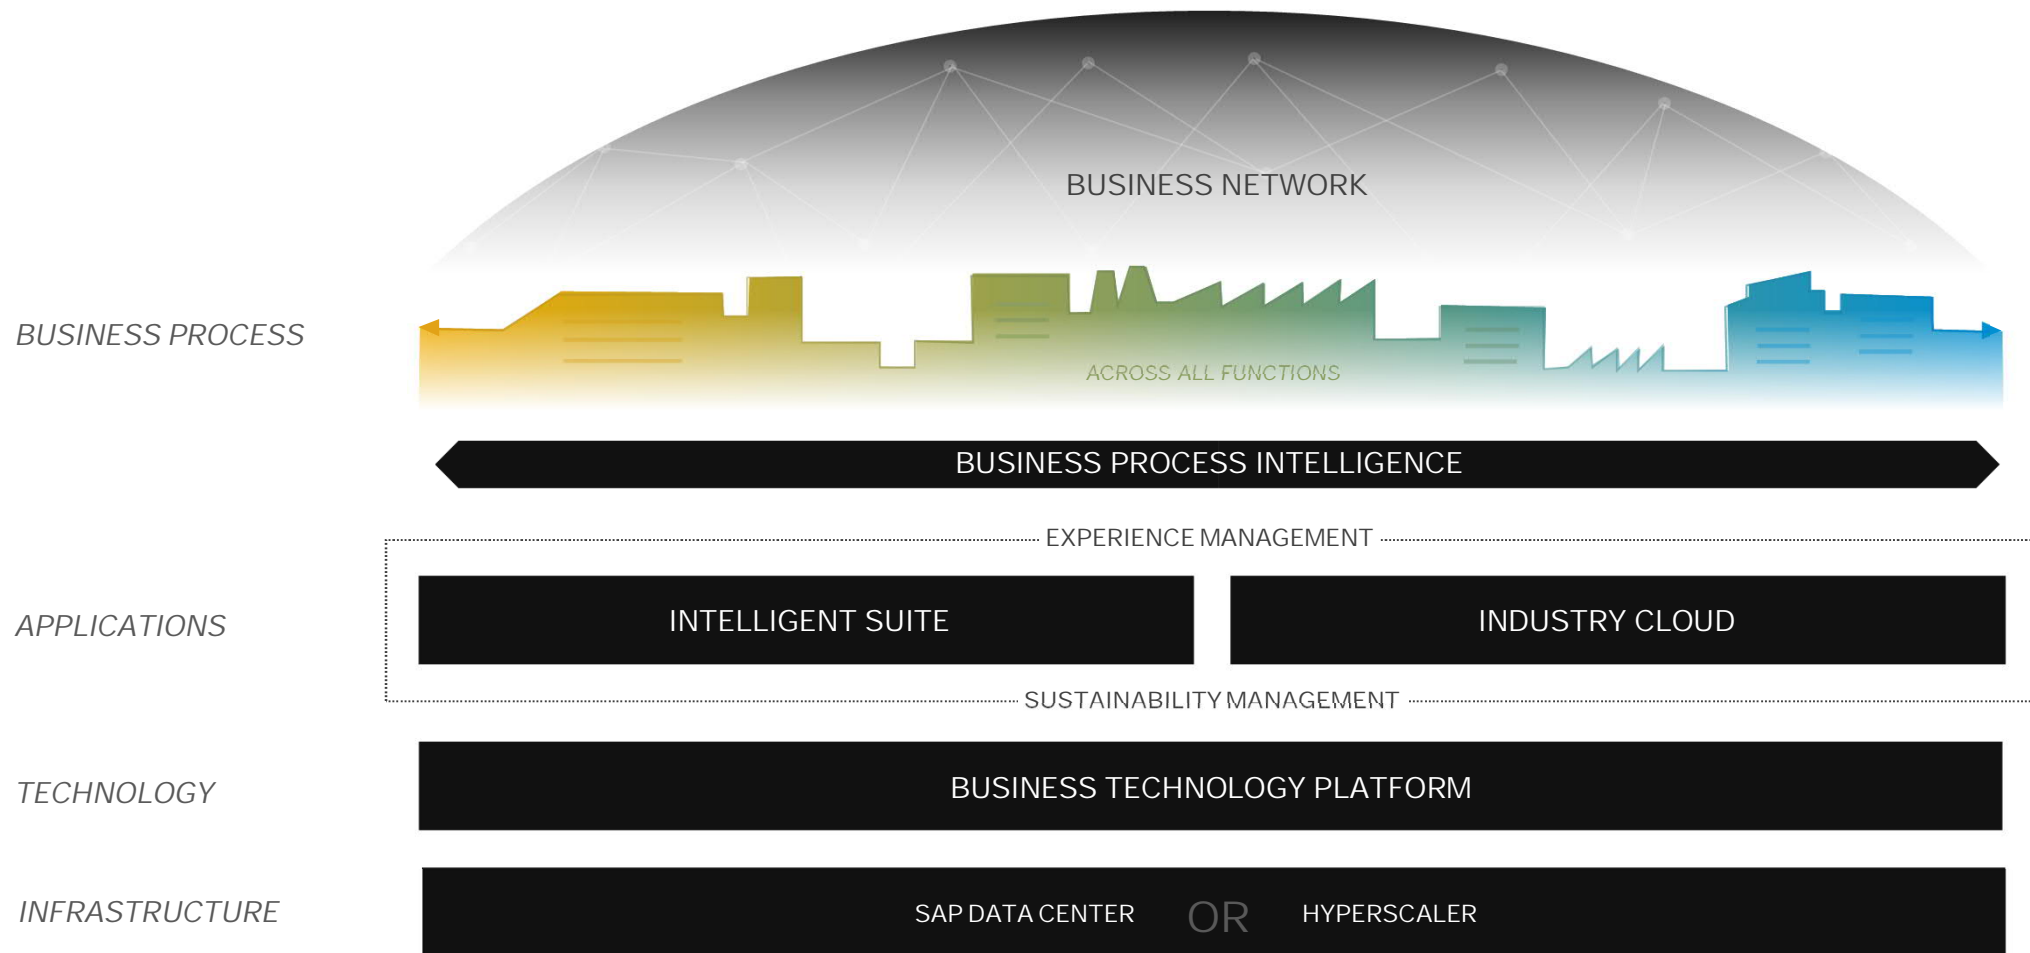 BUSINESS NETWORK
BUSINESS PROCESS
ACROSS ALL FUNCTIONS
BUSINESS PROCESS INTELLIGENCE
EXPERIENCE MANAGEMENT
APPLICATIONS
INTELLIGENT SUITE
INDUSTRY CLOUD
SUSTAINABILITY MANAGEMENT
TECHNOLOGY
BUSINESS TECHNOLOGY PLATFORM
INFRASTRUCTURE
SAP DATA CENTER OR HYPERSCALER